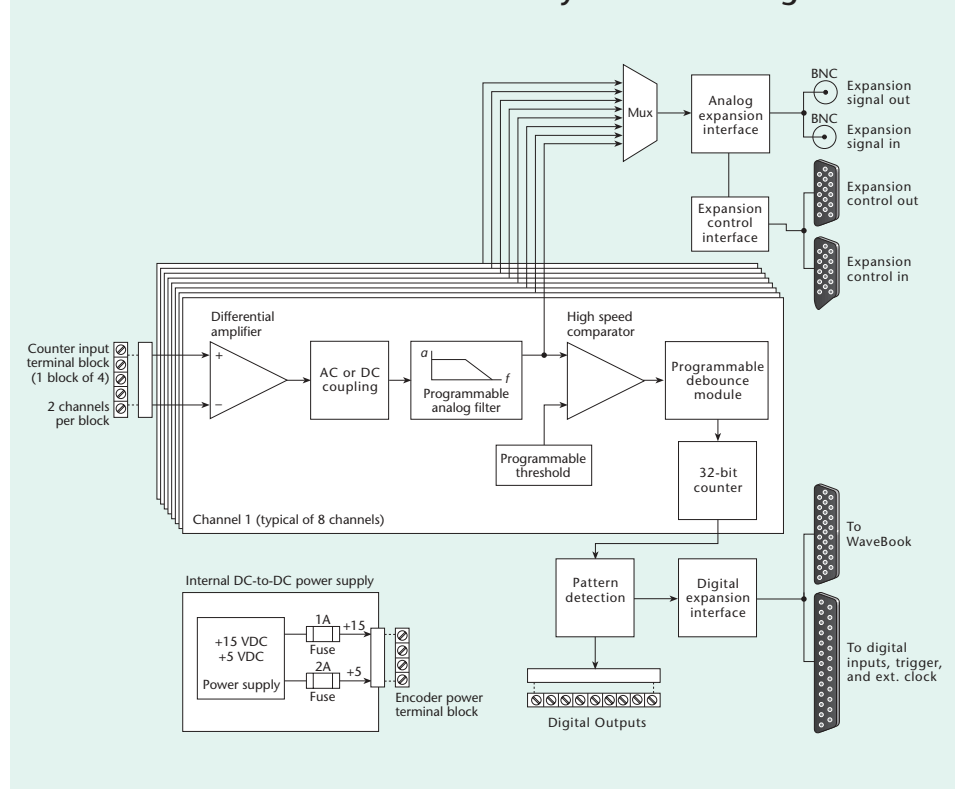 BNC
Expansion
signal out
BNC
Expansion
signal in
Mux
Analog
expansion
interface
Expansion
control out
Expansion
control
interface
Expansion
control in
Differential
amplifier
High speed
comparator
Counter input
terminal block
(1 block of 4)
2 channels
per block
+
−
AC or DC
coupling
a
f
Programmable
analog filter
Programmable
debounce
module
Programmable
threshold
32-bit
counter
Channel 1 (typical of 8 channels)
To
WaveBook
Internal DC-to-DC power supply
Pattern
detection
Digital
expansion
interface
+15 VDC
+5 VDC
Power supply
1A
+15
Fuse
2A
+5
Fuse
Encoder power
terminal block
To digital
inputs, trigger,
and ext. clock
Digital Outputs